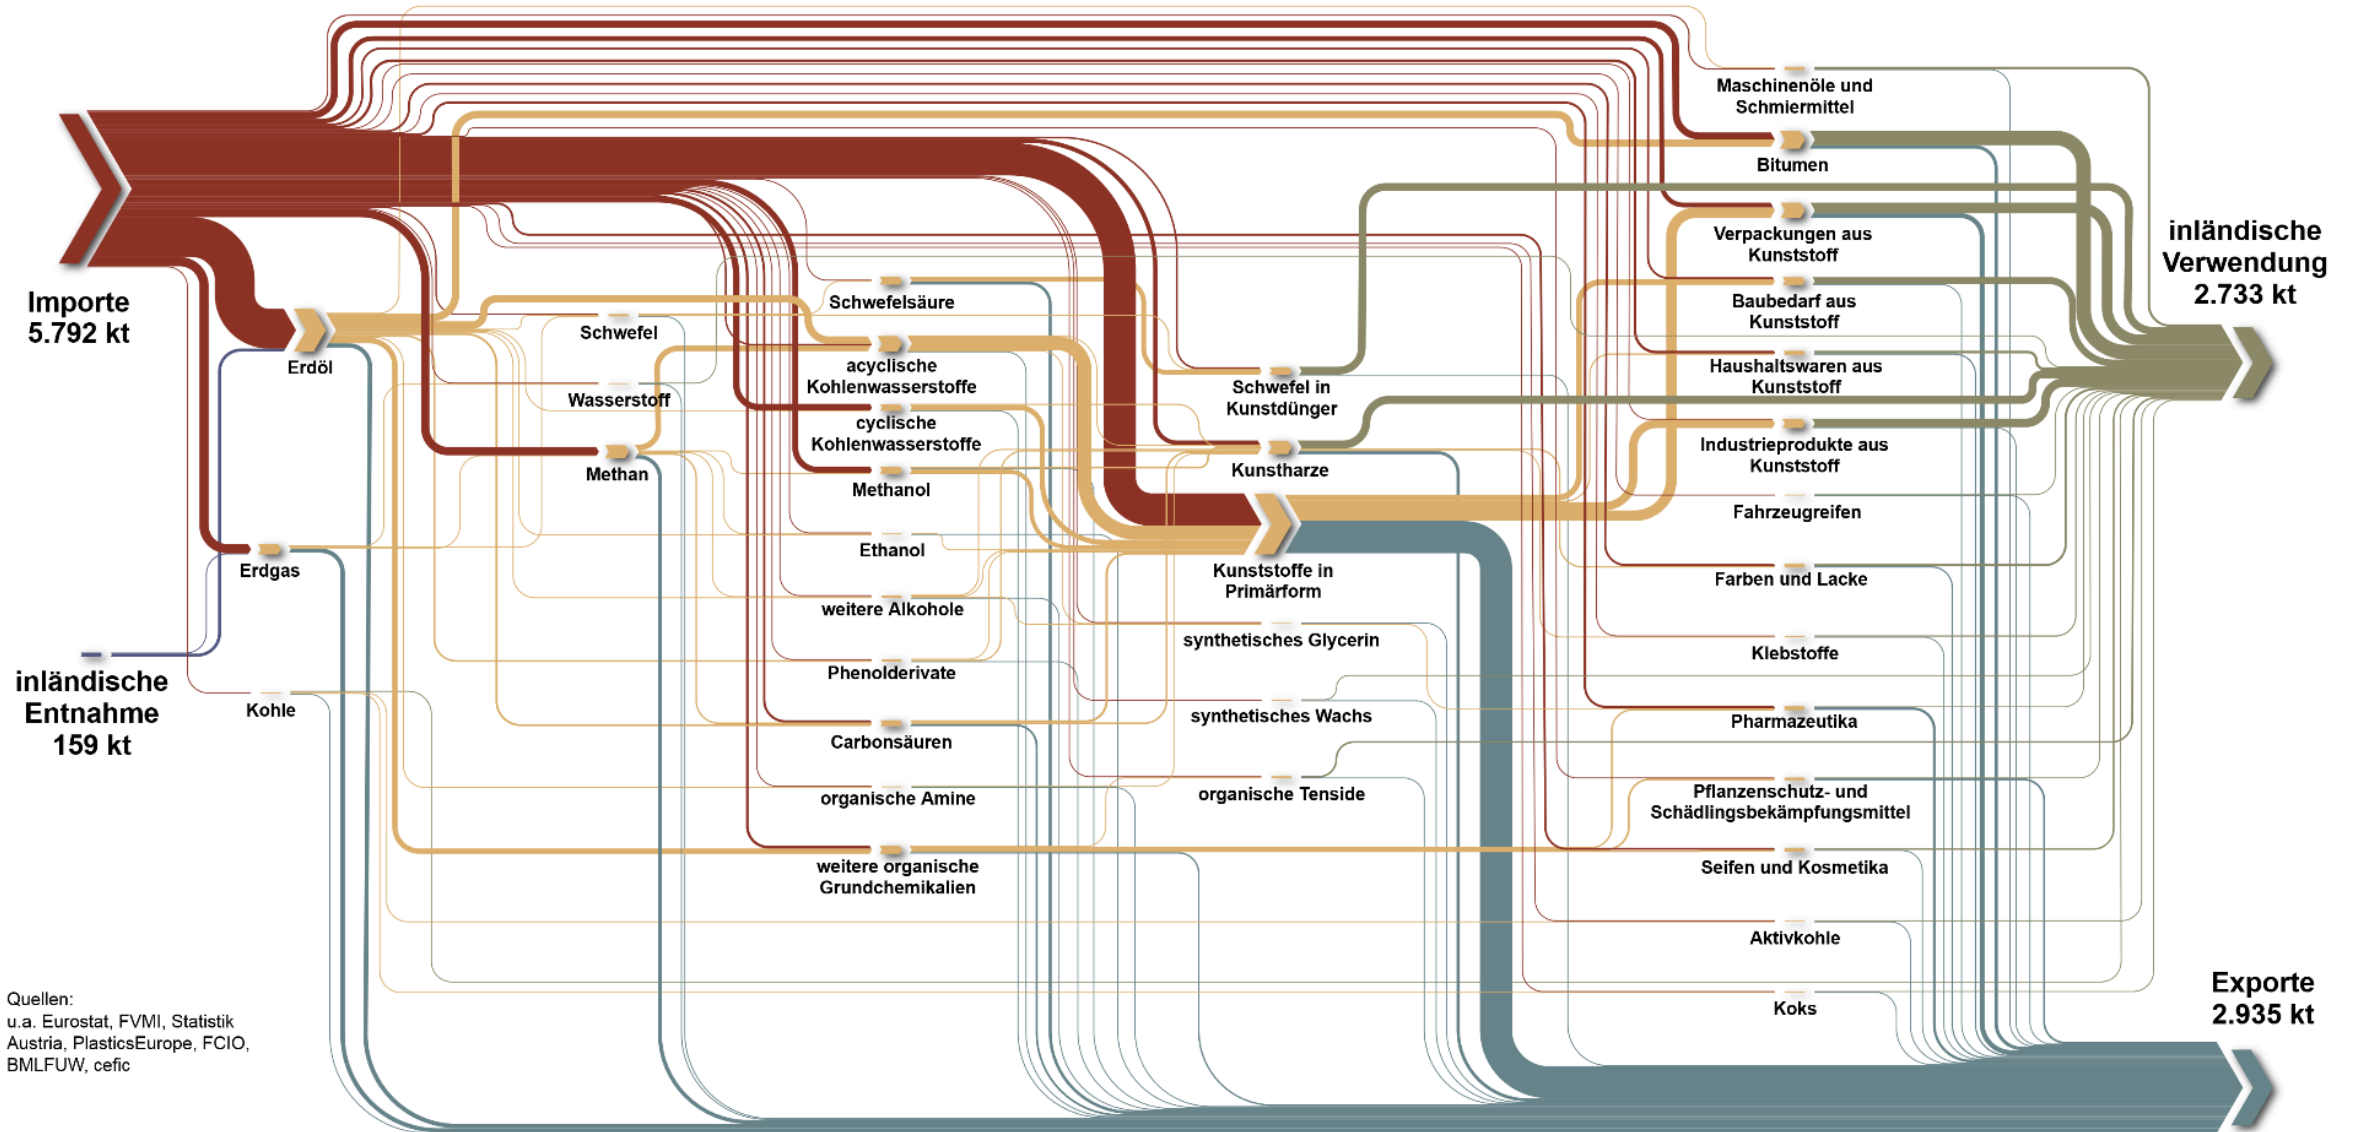 Importe
5.792 kt
inländische
Entnahme
159 kt
Erdöl
Erdgas
Kohle
Schwefel
Wasserstoff
Methan
Schwefelsäure
acyclische
Kohlenwasserstoffe
cyclische
Kohlenwasserstoffe
Methanol
Ethanol
weitere Alkohole
Phenolderivate
Carbonsäuren
organische Amine
weitere organische
Grundchemikalien
Schwefel in
Kunstdünger
Kunstharze
Kunststoffe in
Primärform
synthetisches Glycerin
synthetisches Wachs
organische Tenside
Maschinenöle und
Schmiermittel
Bitumen
Verpackungen aus
Kunststoff
Baubedarf aus
Kunststoff
Haushaltswaren aus
Kunststoff
Industrieprodukte aus
Kunststoff
Fahrzeugreifen
Farben und Lacke
Klebstoffe
Pharmazeutika
Pflanzenschutz- und
Schädlingsbekämpfungsmittel
Seifen und Kosmetika
Aktivkohle
Koks
inländische
Verwendung
2.733 kt
Exporte
2.935 kt
Quellen:
u.a. Eurostat, FVMI, Statistik
Austria, PlasticsEurope, FCIO,
BMLFUW, cefic